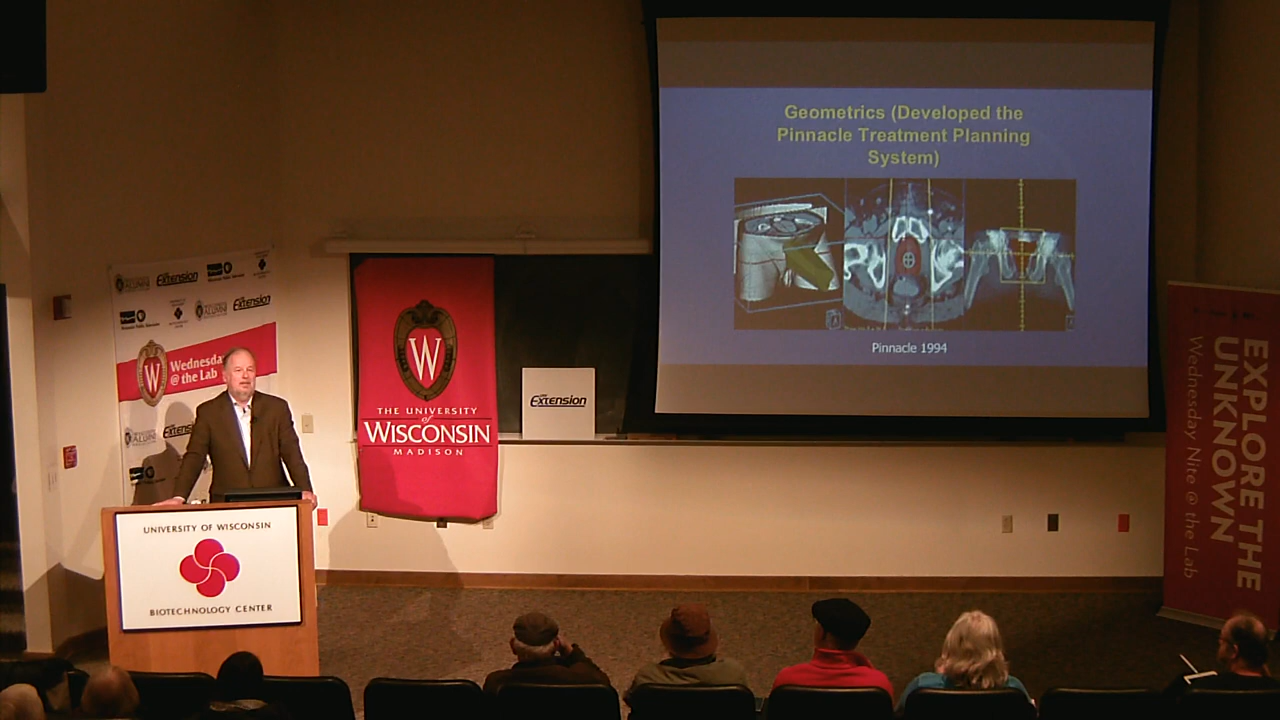 Geometrics (Developed the
Pinnacle Treatment Planning
System)
Pinnacle 1994
Extension
Extension
Wednesday
@ the Lab
W
W
THE UNIVERSITY
of
WISCONSIN
MADISON
Extension
UNIVERSITY OF WISCONSIN
BIOTECHNOLOGY CENTER
EXPLORE THE
UNKNOWN
Wednesday Nite @ the Lab